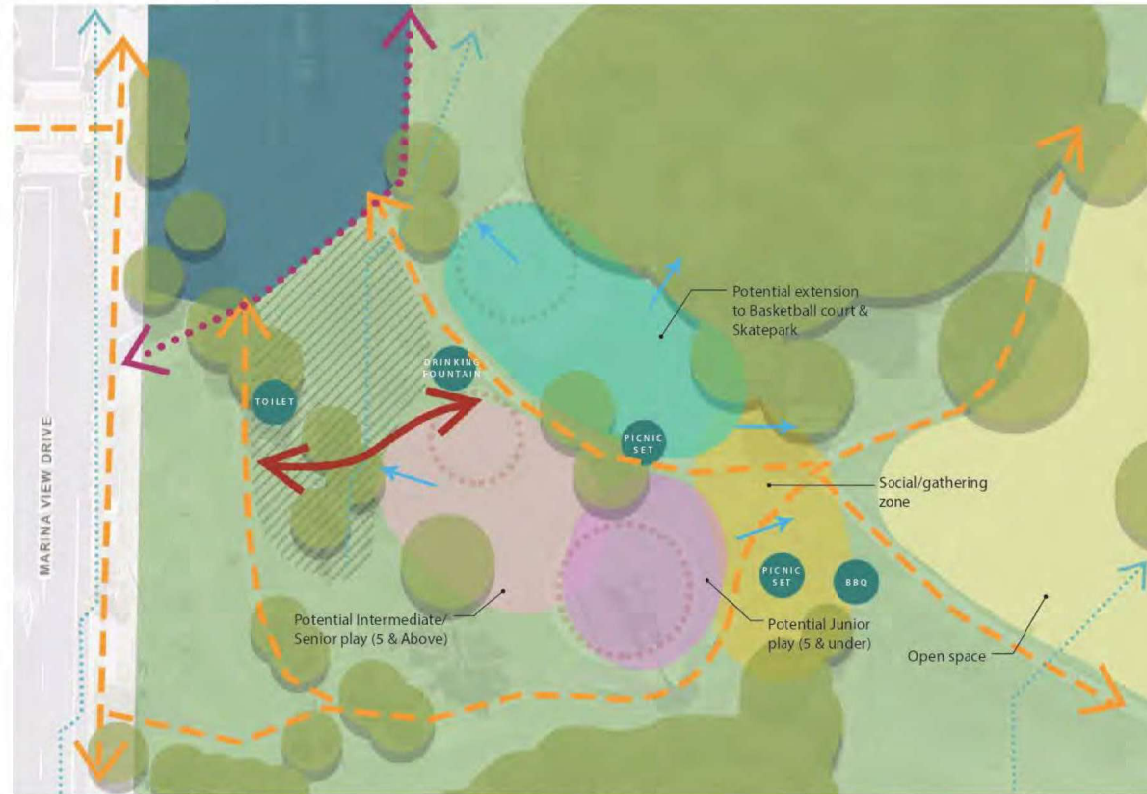 DRINKING
FOUNTAIN
TOILET
Potential extension
to Basketball court &
Skatepark
PICNIC
SET
Social/gathering
zone
MARINA VIEW DRIVE
PICNIC
SET
BBQ
Potential Intermediate/
Senior play (5 & Above)
Potential Junior
play (5 & under)
Open space